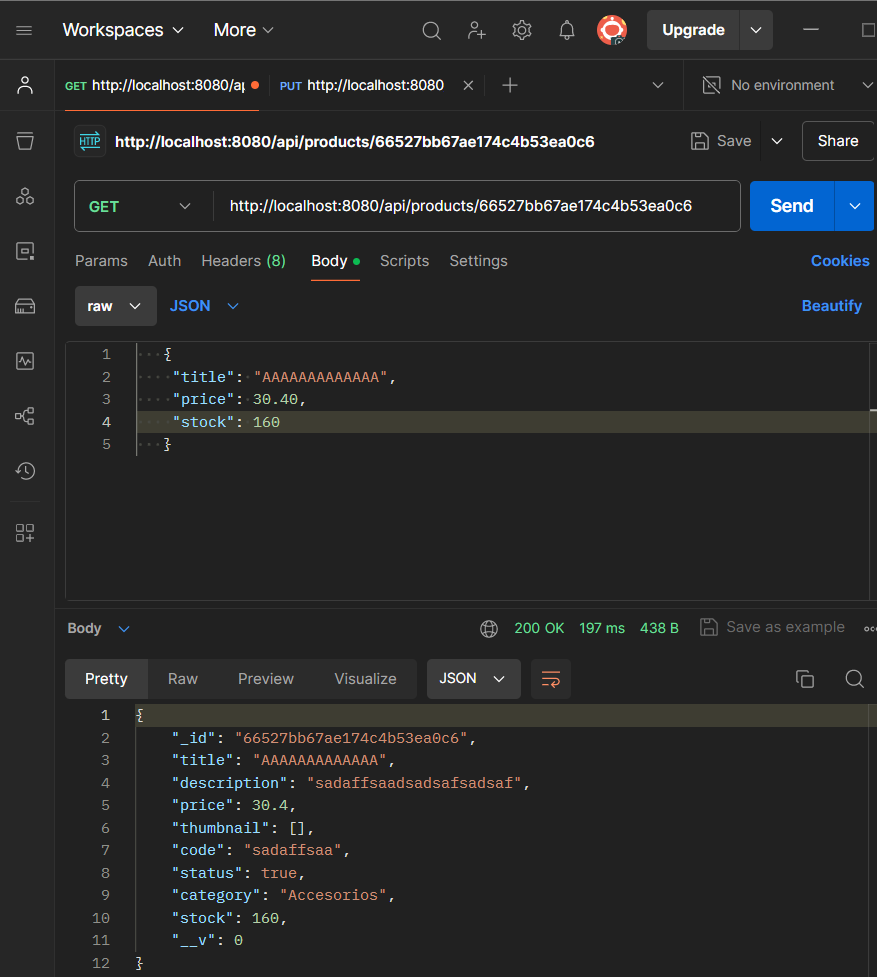 Workspaces More Upgrade
GET http://localhost:8080/ap PUT http://localhost:8080 No environment
HTTP http://localhost:8080/api/products/66527bb67ae174c4b53ea0c6 Save Share
GET http://localhost:8080/api/products/66527bb67ae174c4b53ea0c6 Send
Params Auth Headers (8) Body Scripts Settings Cookies
raw JSON Beautify
1 {
2 "title": "AAAAAAAAAAAAA",
3 "price": 30.40,
4 "stock": 160
5 }
Body 200 OK 197 ms 438 B Save as example
Pretty Raw Preview Visualize JSON
1 {
2 "_id": "66527bb67ae174c4b53ea0c6",
3 "title": "AAAAAAAAAAAAA",
4 "description": "sadaffsaadsadsafsadsaf",
5 "price": 30.4,
6 "thumbnail": [],
7 "code": "sadaffsaa",
8 "status": true,
9 "category": "Accesorios",
10 "stock": 160,
11 "__v": 0
12 }